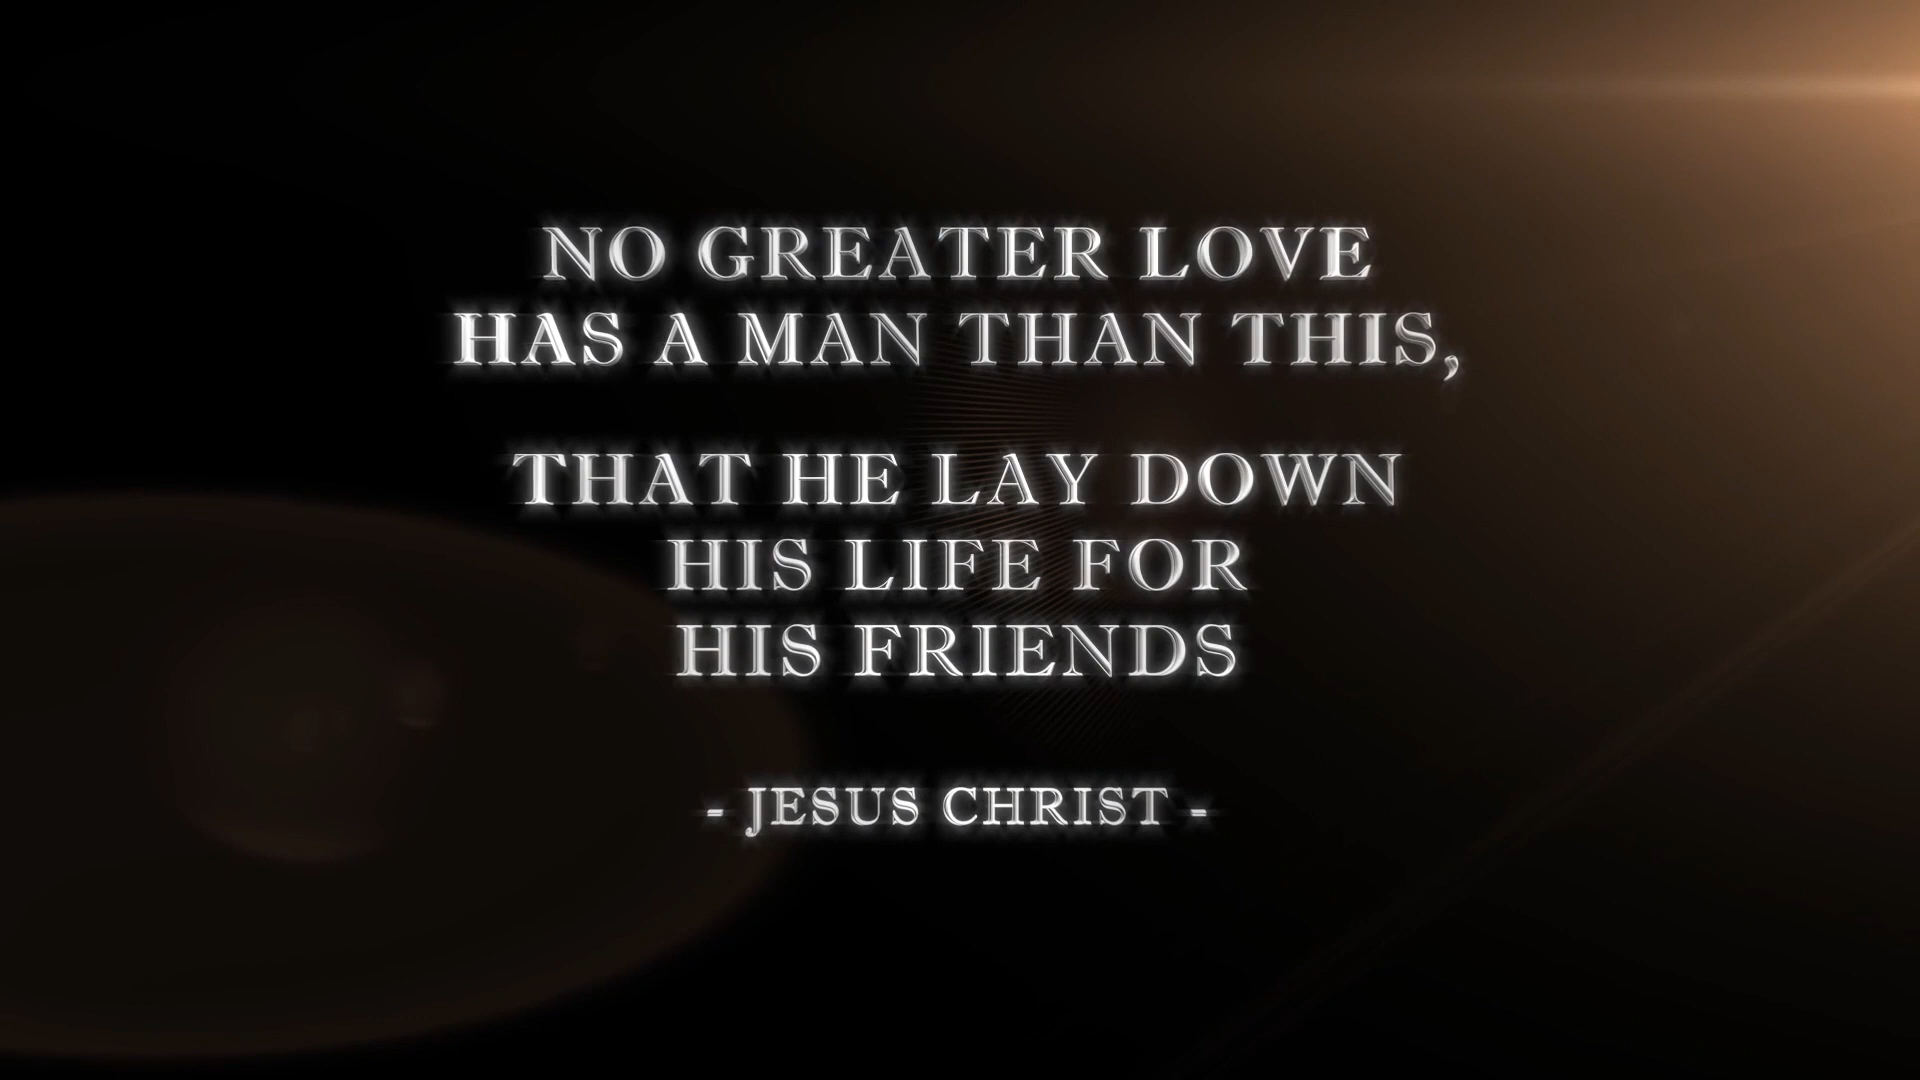 NO GREATER LOVE
HAS A MAN THAN THIS,
THAT HE LAY DOWN
HIS LIFE FOR
HIS FRIENDS
- JESUS CHRIST -